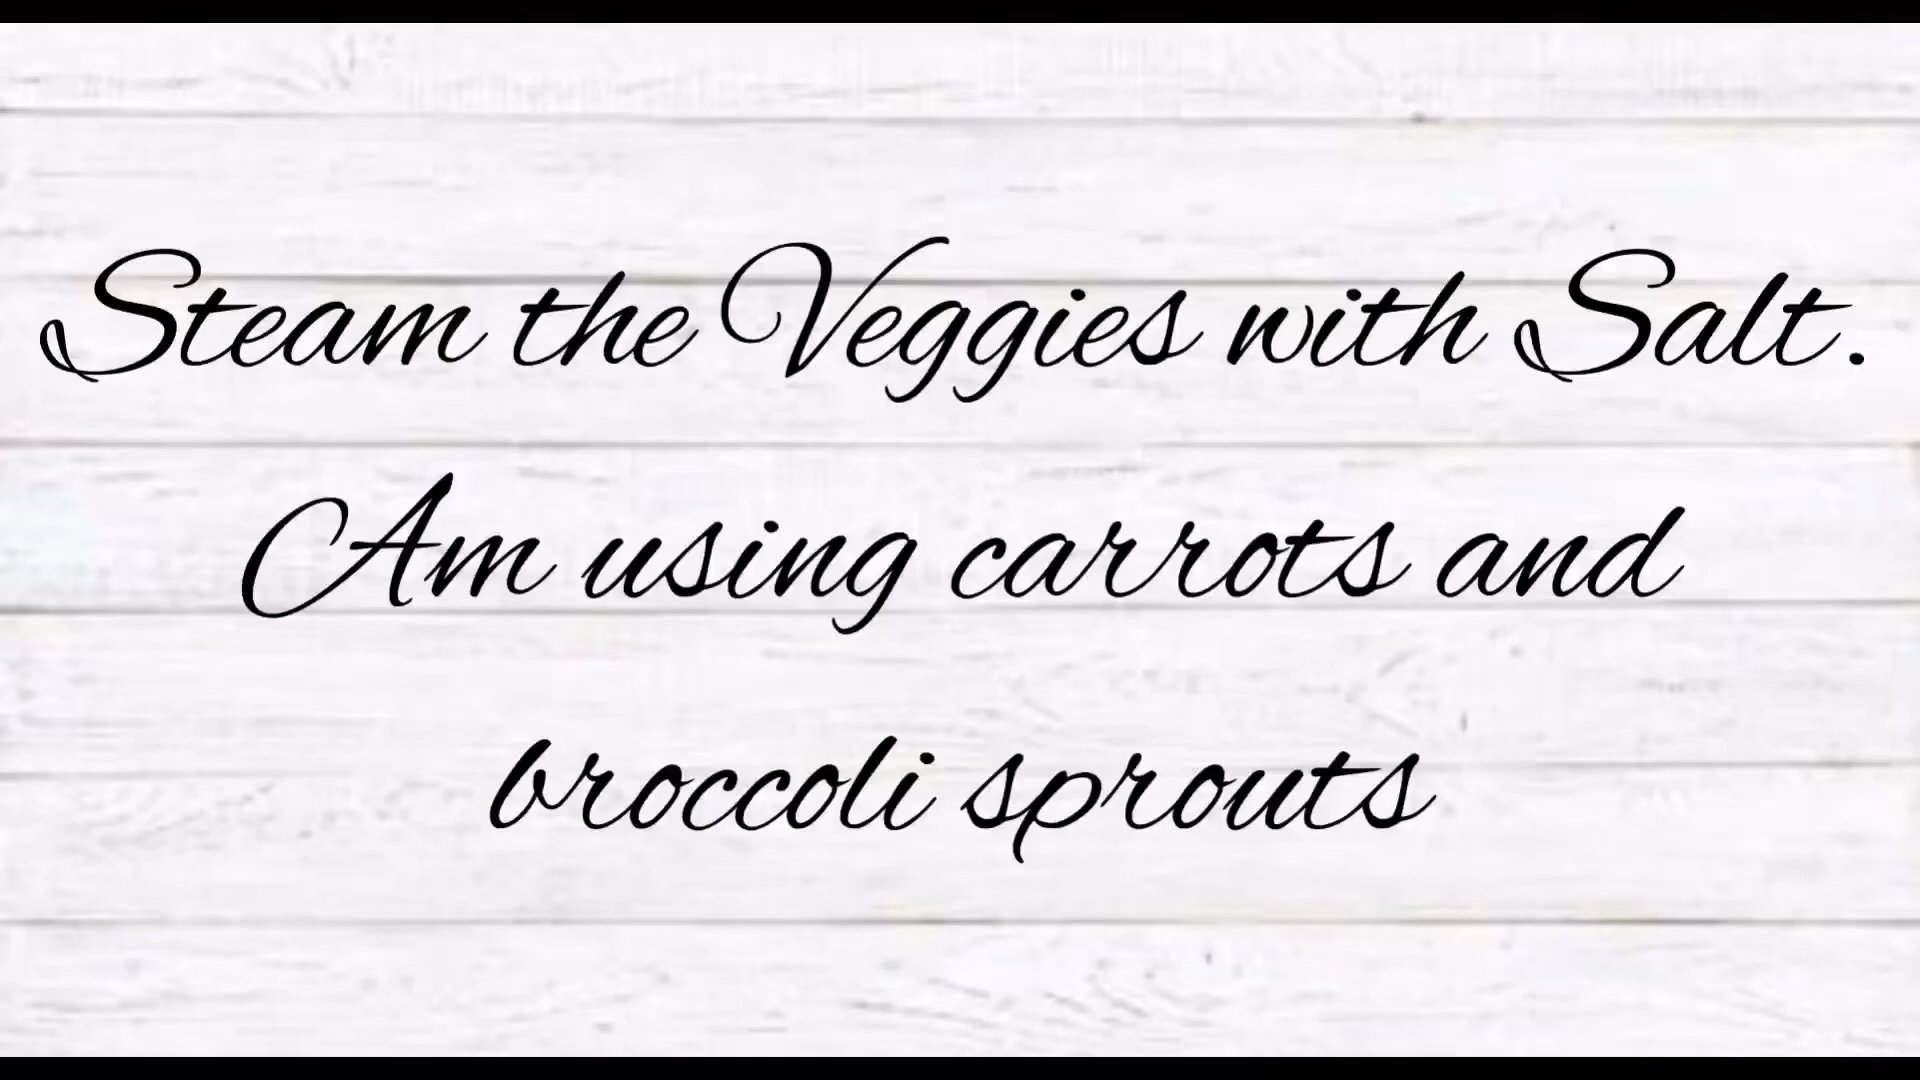 Steam the Veggies with Salt.
Am using carrots and
broccoli sprouts